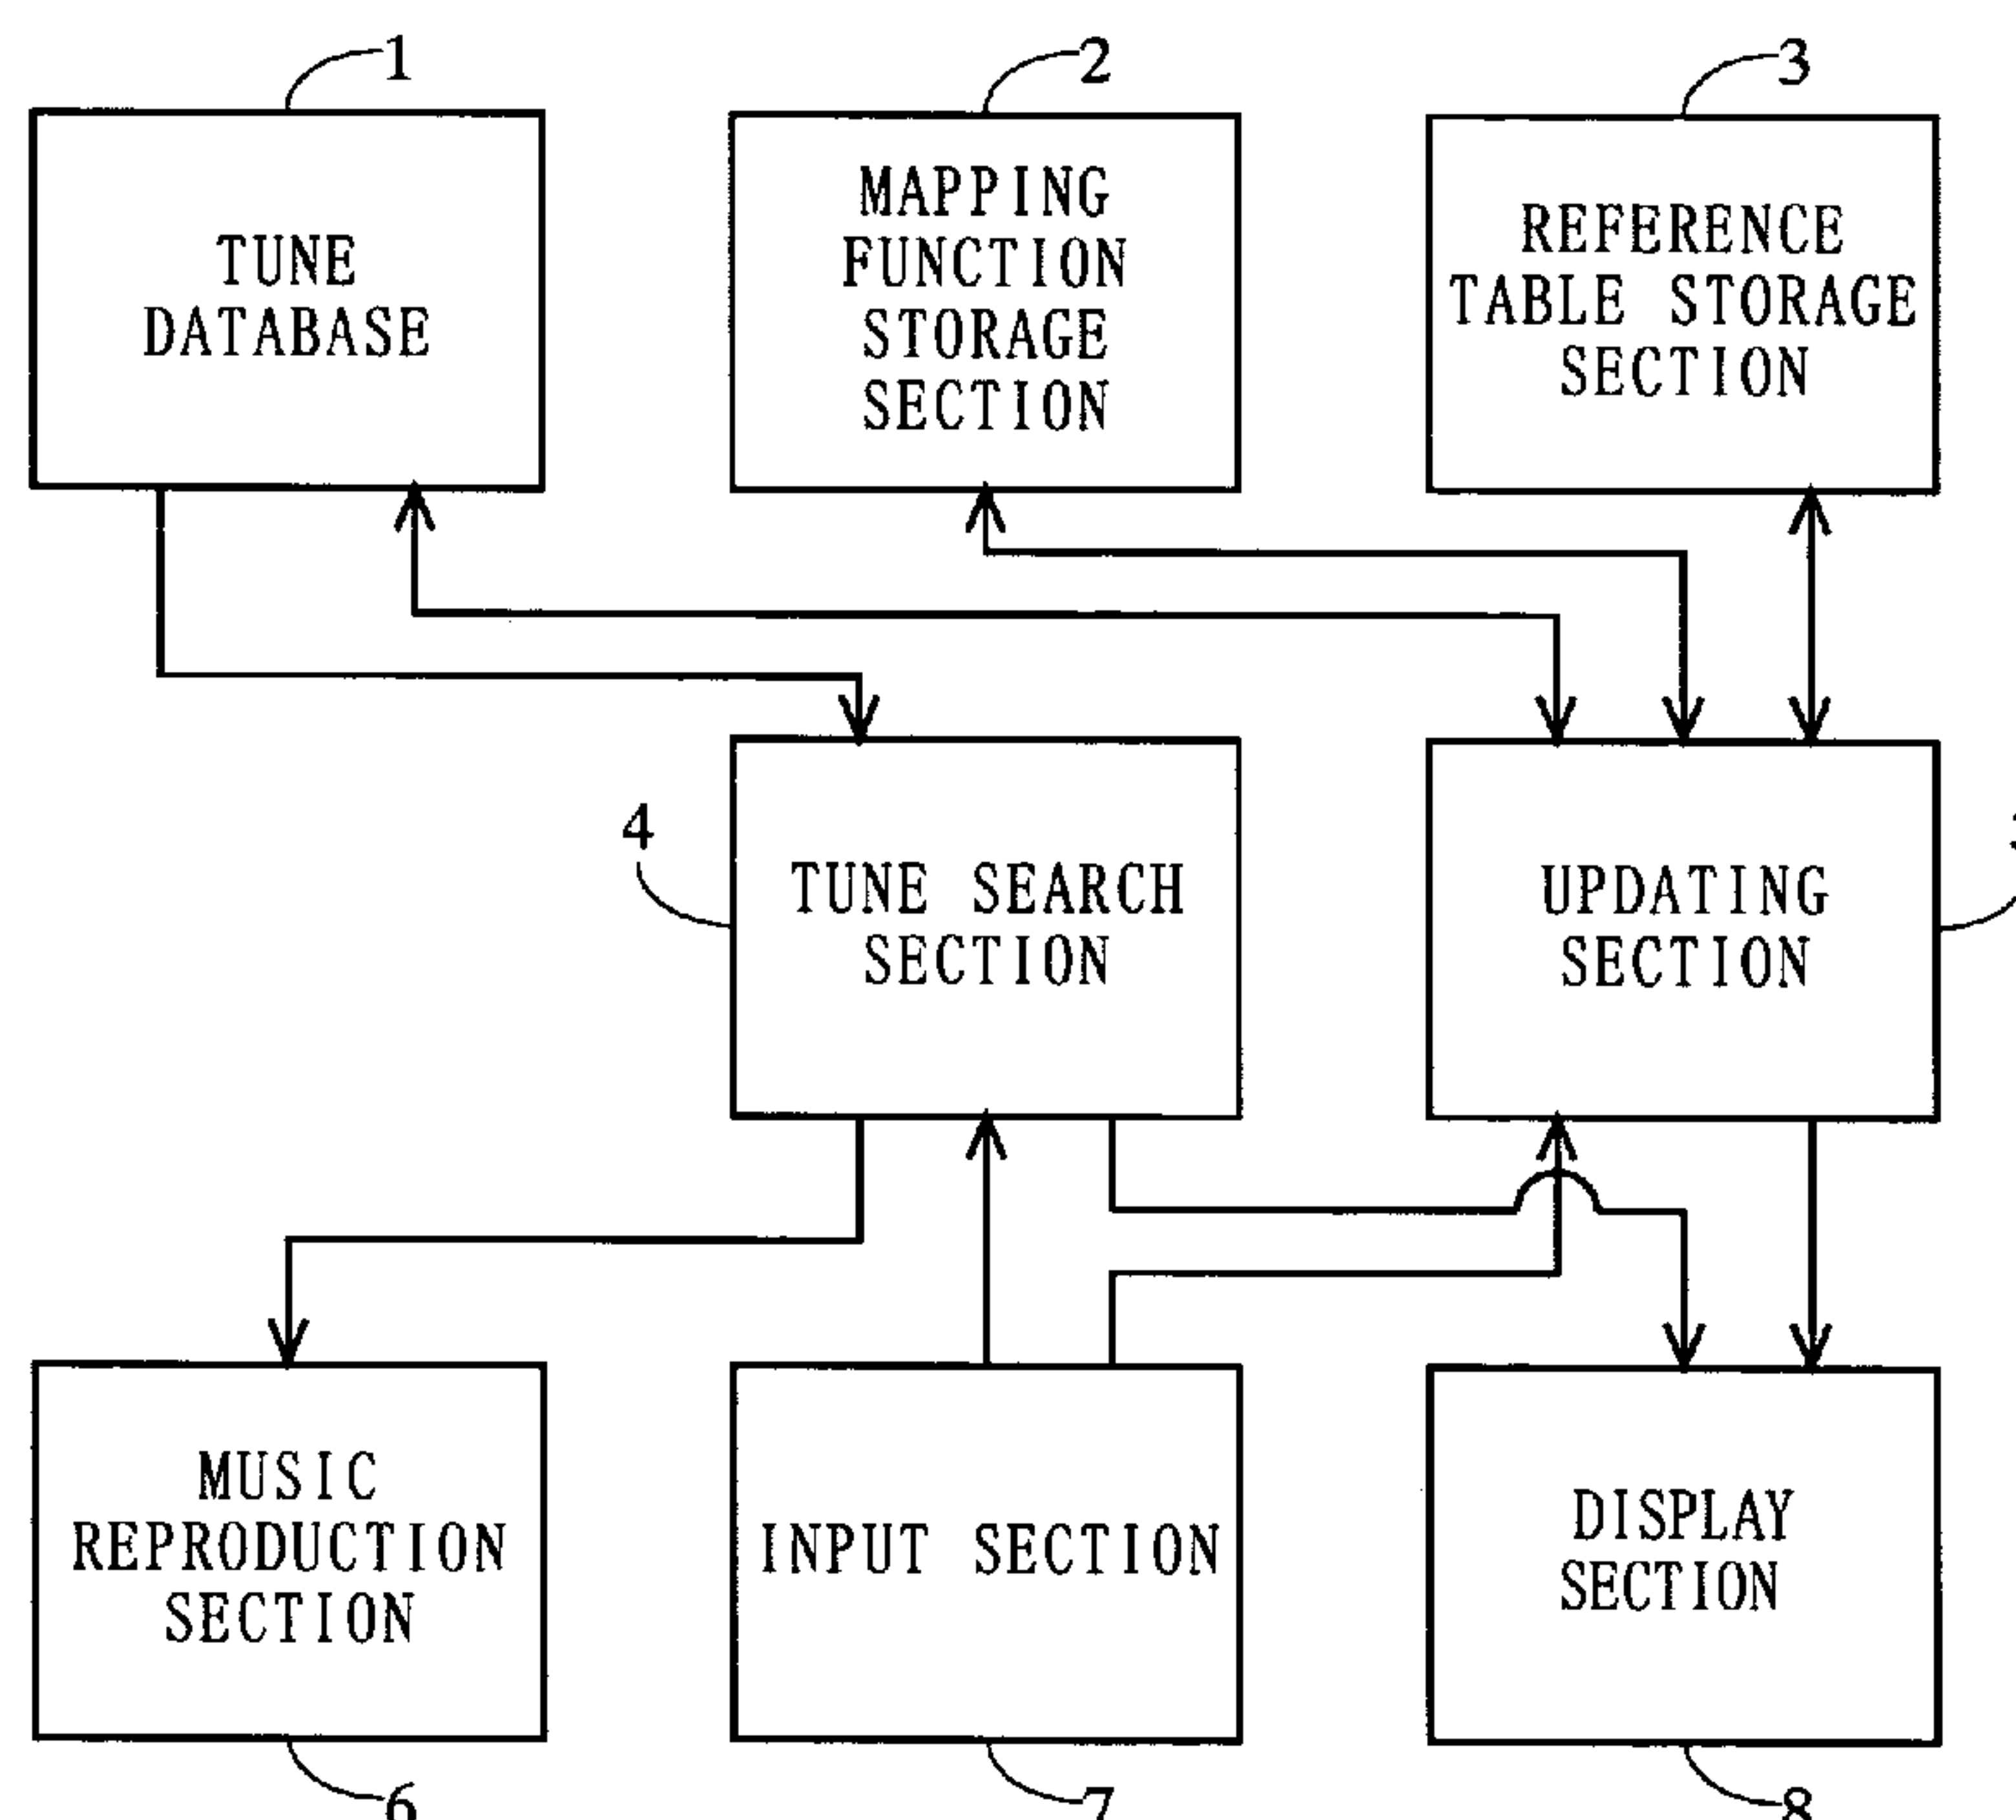 1
2
3
TUNE
DATABASE
MAPPING
FUNCTION
STORAGE
SECTION
REFERENCE
TABLE STORAGE
SECTION
4
TUNE SEARCH
SECTION
UPDATING
SECTION
MUSIC
REPRODUCTION
SECTION
INPUT SECTION
DISPLAY
SECTION
6
7
8